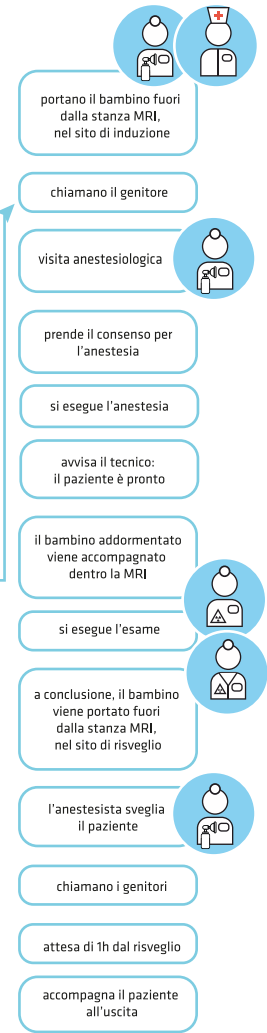 portano il bambino fuori
dalla stanza MRI,
nel sito di induzione
chiamano il genitore
visita anestesiologica
prende il consenso per
l'anestesia
si esegue l'anestesia
avvisa il tecnico:
il paziente è pronto
il bambino addormentato
viene accompagnato
dentro la MRI
si esegue l'esame
a conclusione, il bambino
viene portato fuori
dalla stanza MRI,
nel sito di risveglio
l'anestesista sveglia
il paziente
chiamano i genitori
attesa di 1h dal risveglio
accompagna il paziente
all'uscita